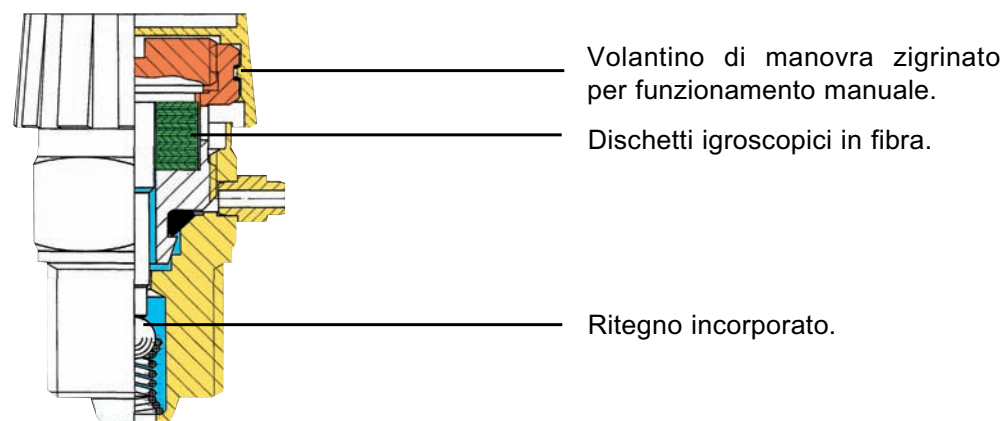 Volantino di manovra zigrinato
per funzionamento manuale.
Dischetti igroscopici in fibra.
Ritegno incorporato.